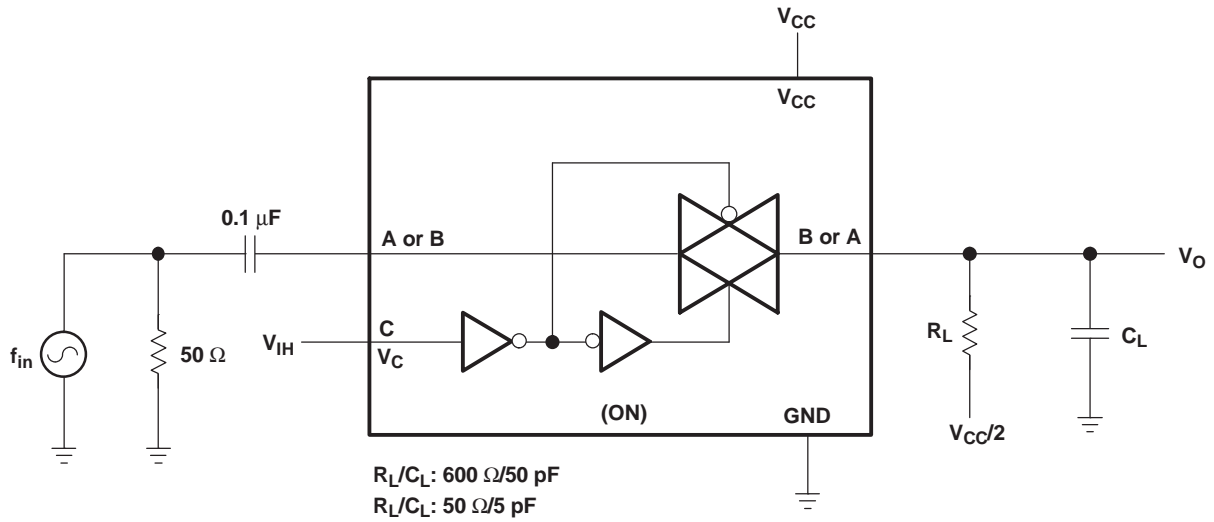 VCC
VCC
0.1 μF
A or B
B or A
VO
fin
50 Ω
VIH
C
VC
RL
CL
(ON)
GND
VCC/2
RL/CL: 600 Ω/50 pF
RL/CL: 50 Ω/5 pF